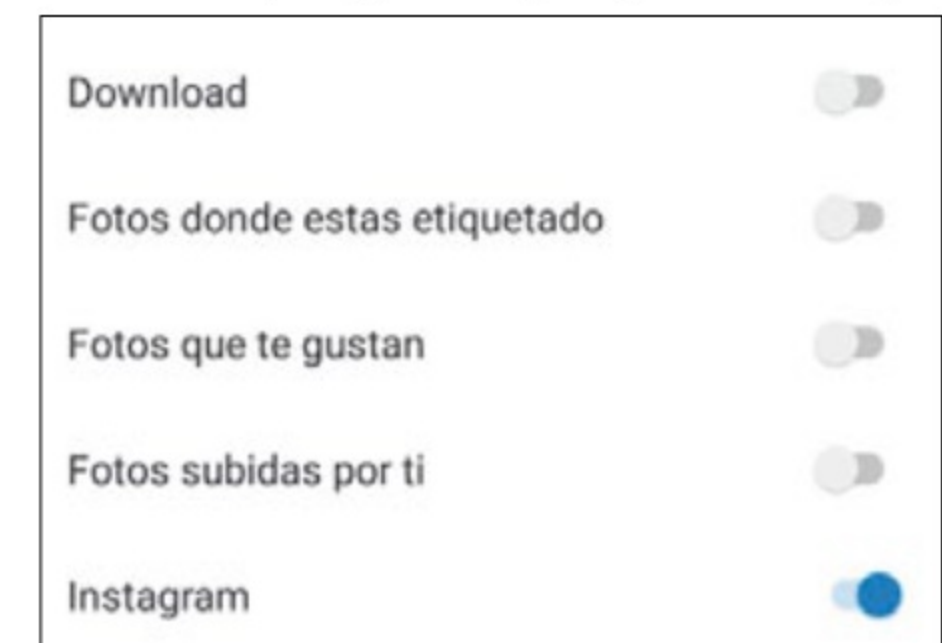 Download
Fotos donde estas etiquetado
Fotos que te gustan
Fotos subidas por ti
Instagram